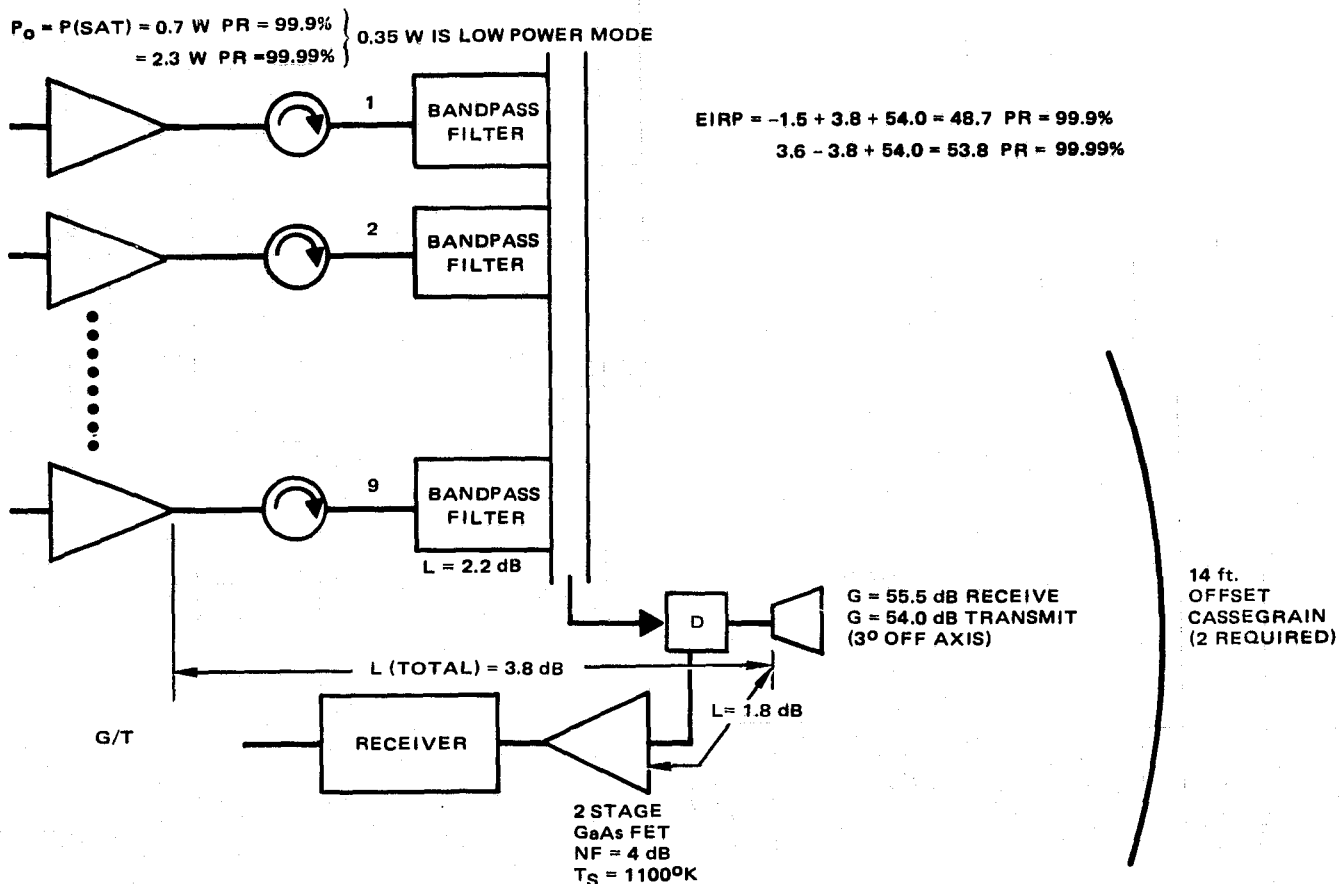 P₀ = P(SAT) = 0.7 W PR = 99.9%
= 2.3 W PR =99.99%
0.35 W IS LOW POWER MODE
1
BANDPASS
FILTER
EIRP = −1.5 + 3.8 + 54.0 = 48.7 PR = 99.9%
3.6 − 3.8 + 54.0 = 53.8 PR = 99.99%
2
BANDPASS
FILTER
9
BANDPASS
FILTER
L = 2.2 dB
D
G = 55.5 dB RECEIVE
G = 54.0 dB TRANSMIT
(3⁰ OFF AXIS)
14 ft.
OFFSET
CASSEGRAIN
(2 REQUIRED)
L (TOTAL) = 3.8 dB
L= 1.8 dB
G/T
RECEIVER
2 STAGE
GaAs FET
NF = 4 dB
T_S = 1100⁰K